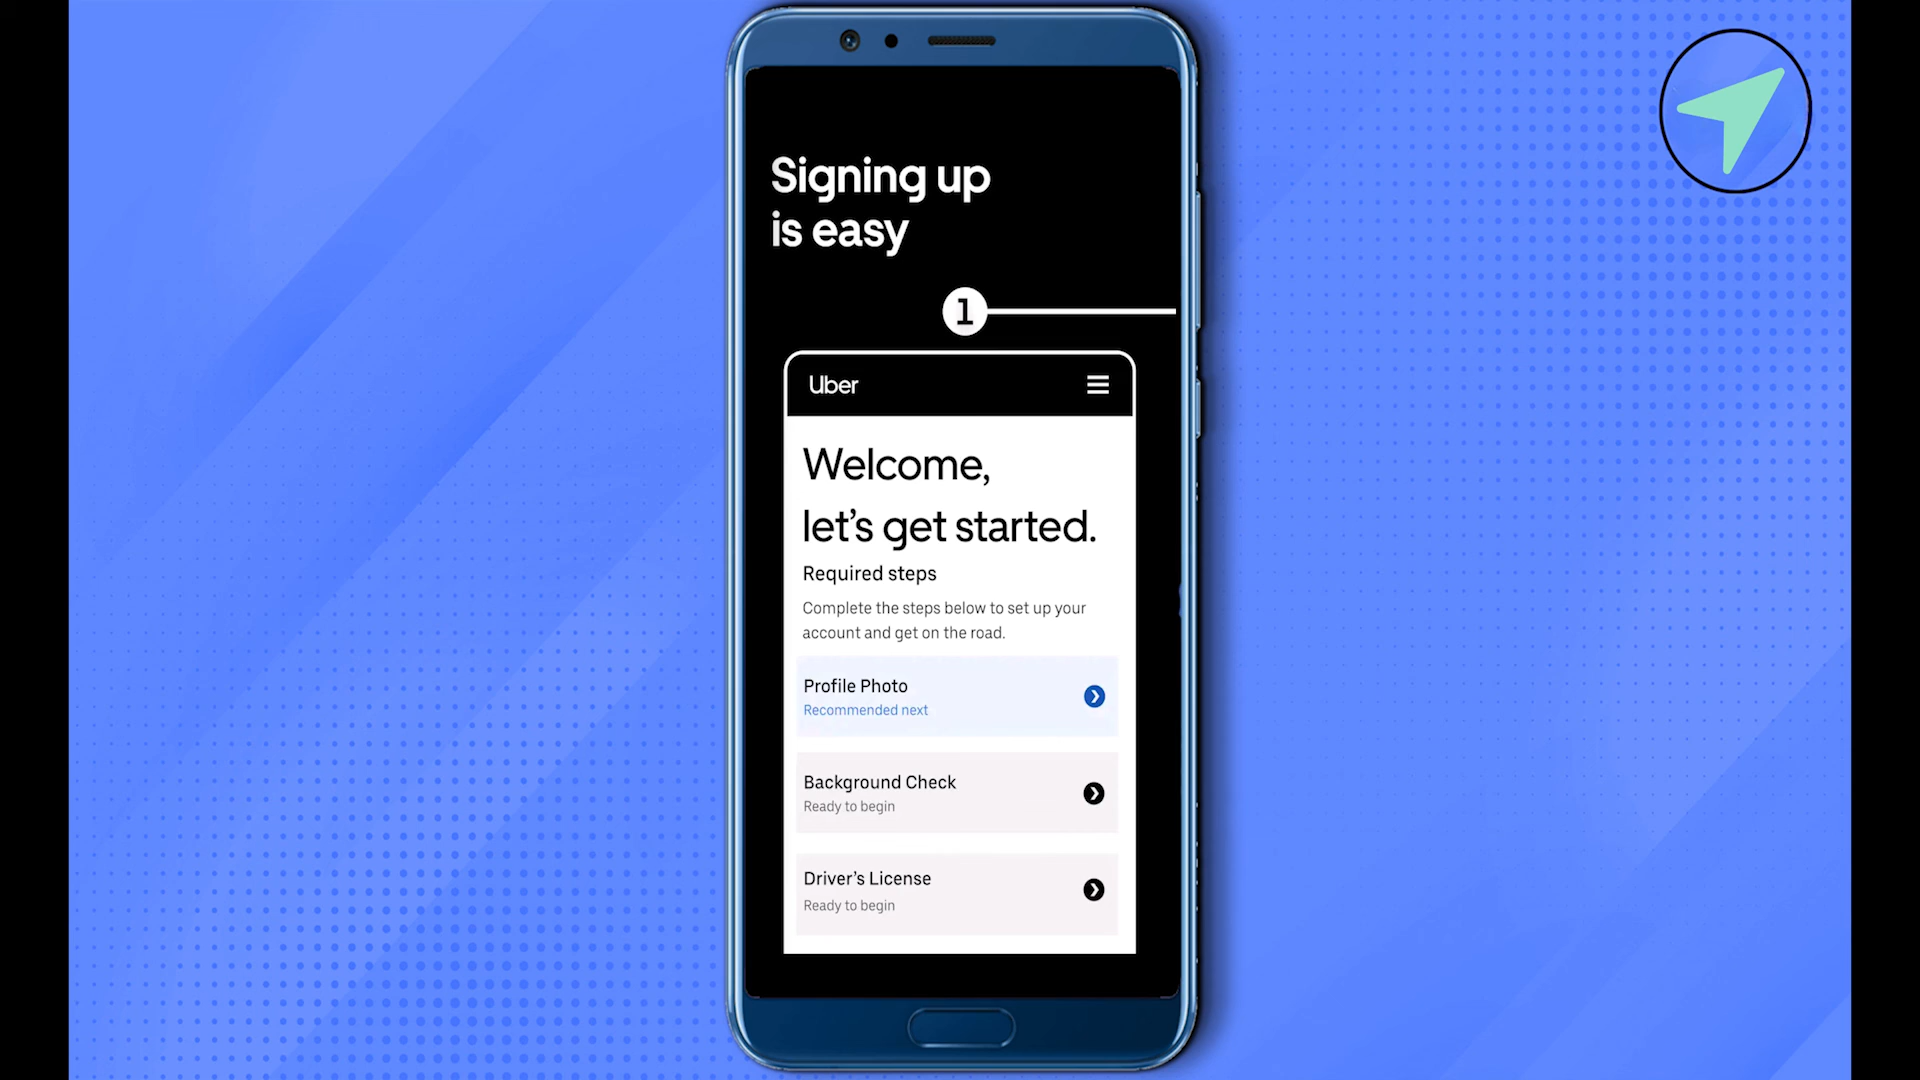 Signing up
is easy
1
Uber
Welcome,
let’s get started.
Required steps
Complete the steps below to set up your
account and get on the road.
Profile Photo
Recommended next
Background Check
Ready to begin
Driver’s License
Ready to begin